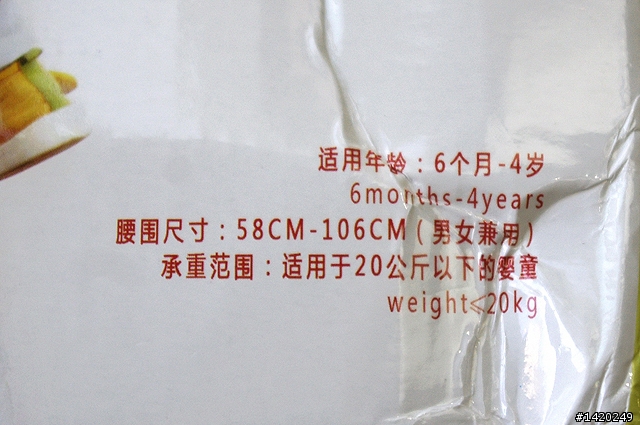 适用年龄：6个月-4岁
6months-4years
腰围尺寸：58CM-106CM(男女兼用)
承重范围：适用于20公斤以下的婴童
weight≤20kg
#1420249